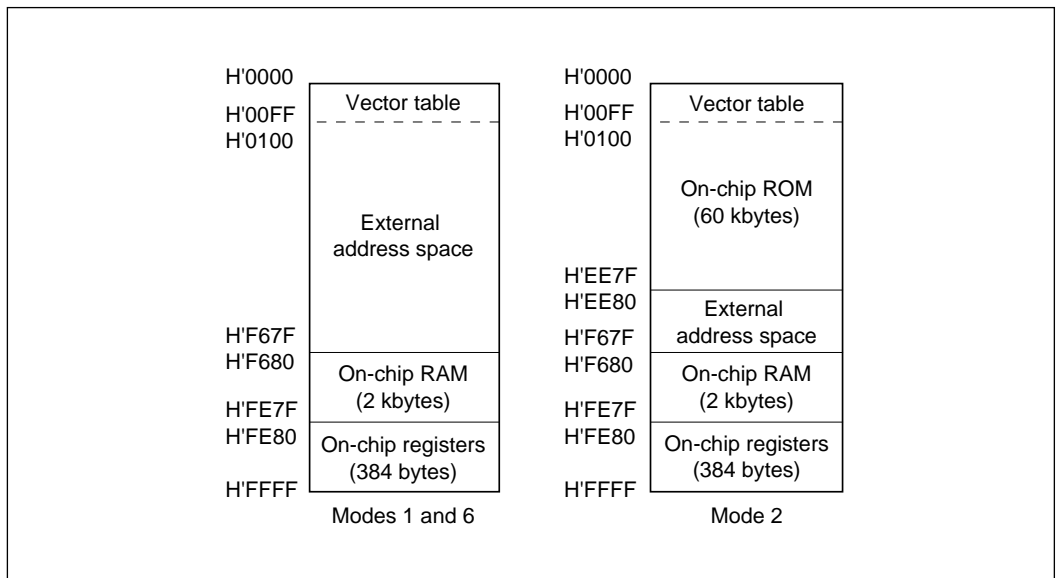 H'0000
Vector table
H'00FF
H'0100
External
address space
H'F67F
H'F680
On-chip RAM
(2 kbytes)
H'FE7F
H'FE80
On-chip registers
(384 bytes)
H'FFFF
Modes 1 and 6
H'0000
Vector table
H'00FF
H'0100
On-chip ROM
(60 kbytes)
H'EE7F
H'EE80
External
address space
H'F67F
H'F680
On-chip RAM
(2 kbytes)
H'FE7F
H'FE80
On-chip registers
(384 bytes)
H'FFFF
Mode 2